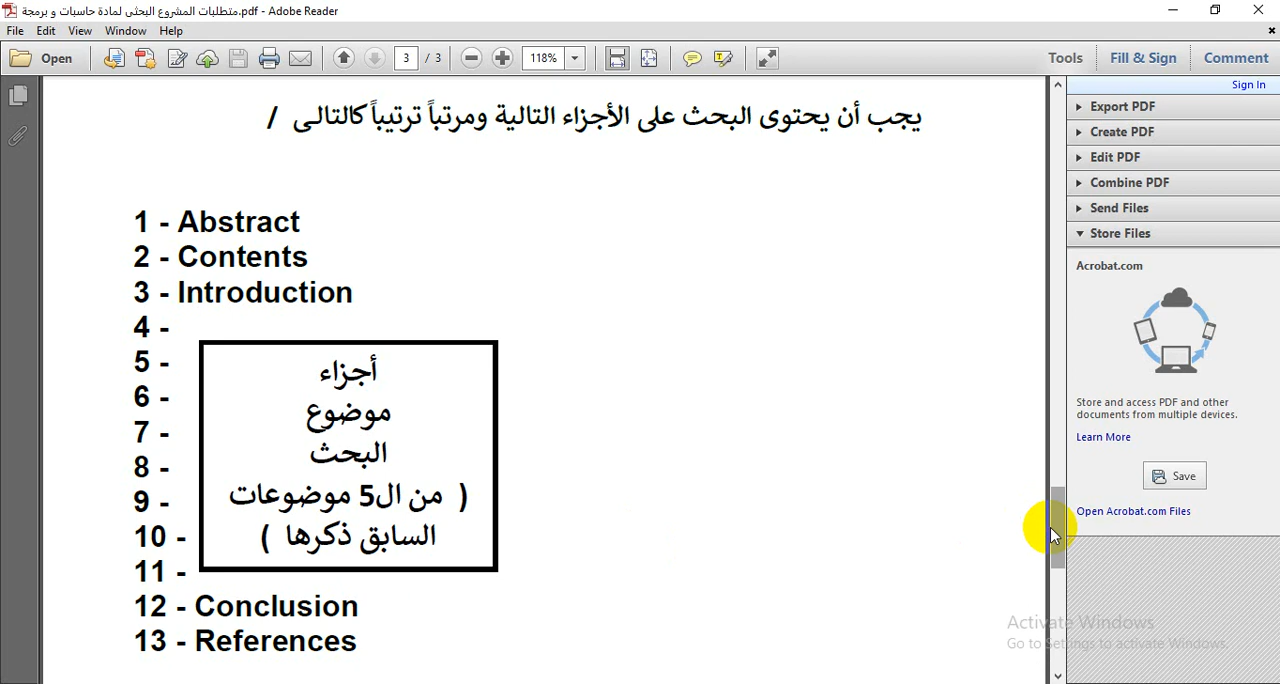 متطلبات المشروع البحثى لمادة حاسبات و برمجة.pdf - Adobe Reader
File Edit View Window Help
Open 3 / 3 118% Tools Fill & Sign Comment
Sign In
Export PDF
Create PDF
Edit PDF
Combine PDF
Send Files
Store Files
Acrobat.com
Store and access PDF and other
documents from multiple devices.
Learn More
Save
Open Acrobat.com Files
يجب أن يحتوى البحث على الأجزاء التالية ومرتباً ترتيباً كالتالى /
1 - Abstract
2 - Contents
3 - Introduction
4 -
5 -
6 -
7 -
8 -
9 -
10 -
11 -
أجزاء
موضوع
البحث
( من ال5 موضوعات
السابق ذكرها )
12 - Conclusion
13 - References
Activate Windows
Go to Settings to activate Windows.